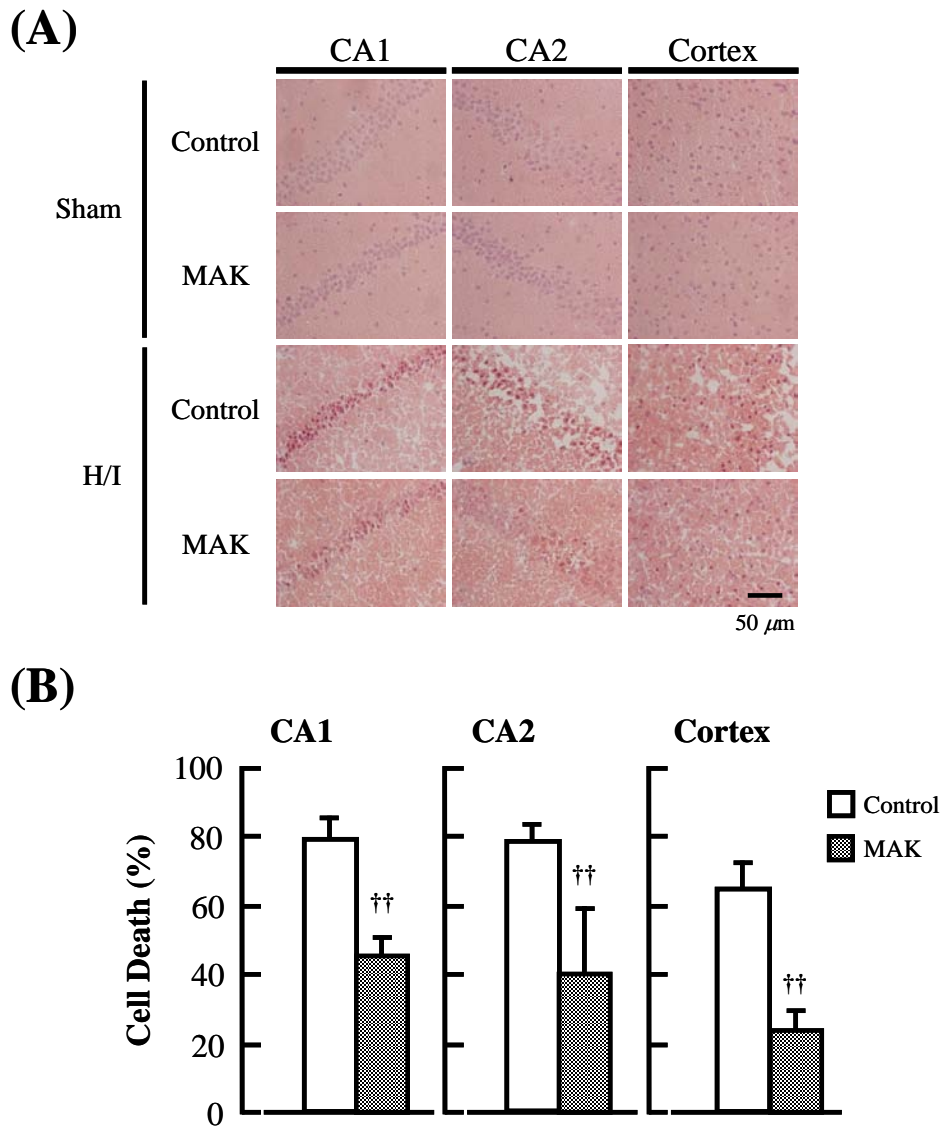 (A)
CA1 CA2 Cortex
Control
Sham
MAK
Control
H/I
MAK
50 μm
(B)
CA1 CA2 Cortex
100
80
60
40
20
0
Cell Death (%)
††
††
††
Control
MAK